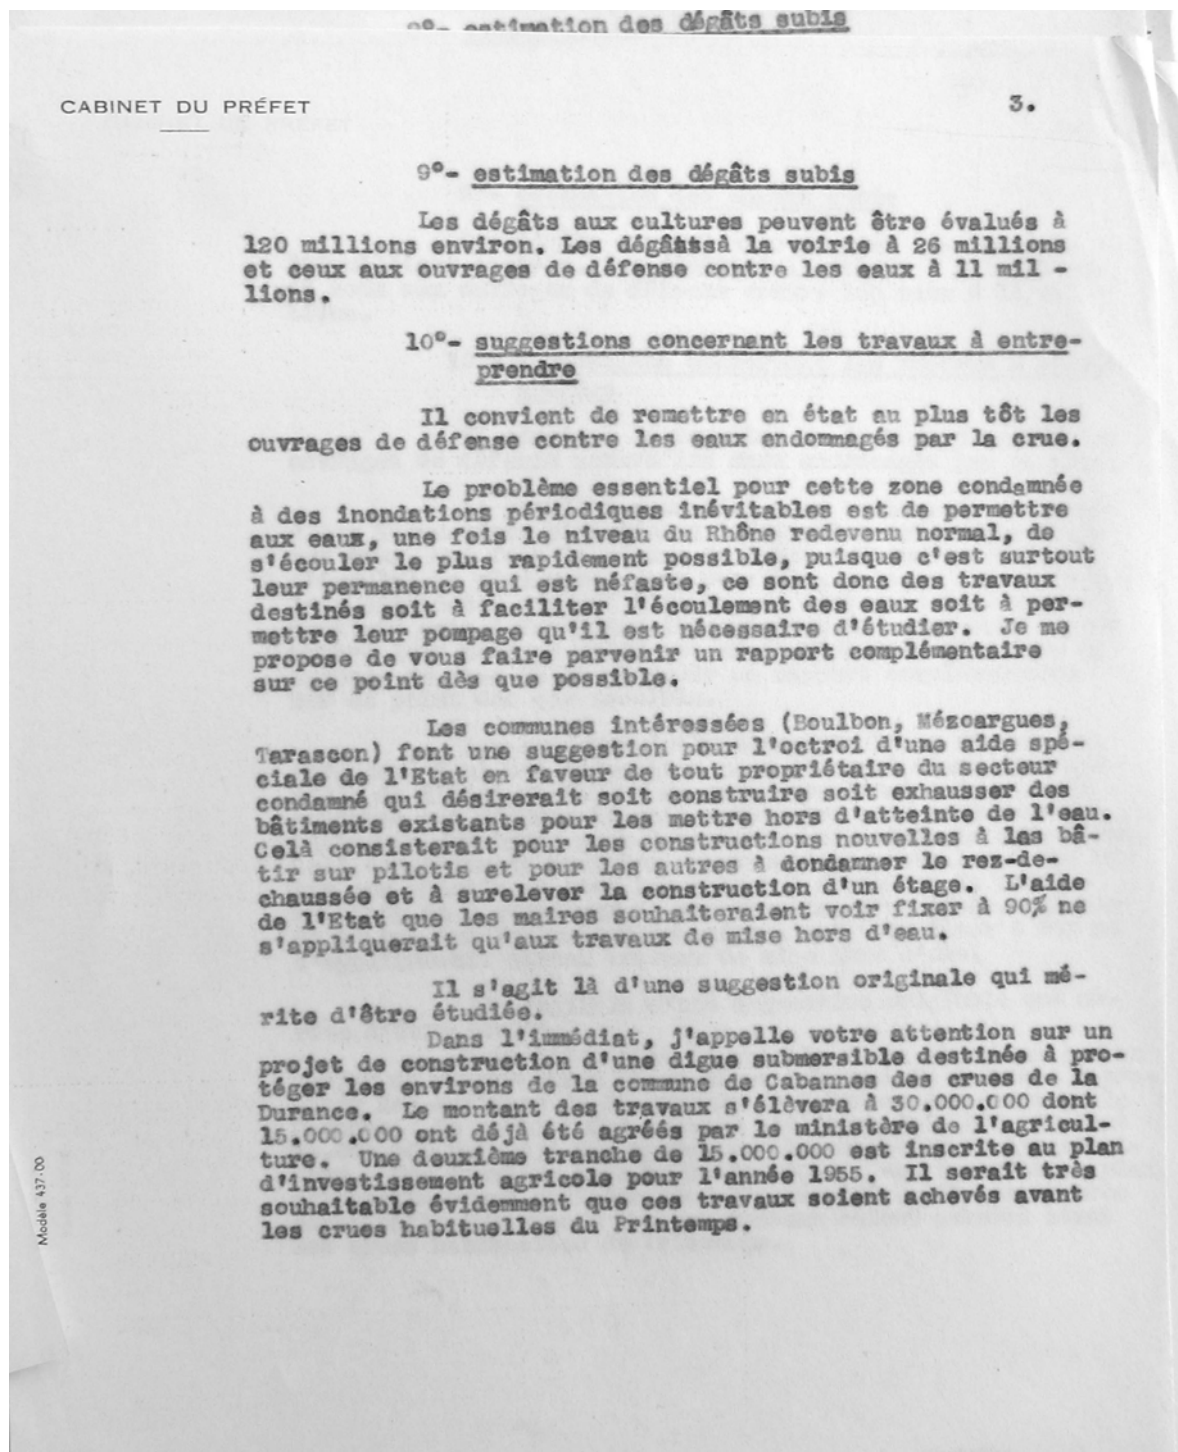 estimation des dégâts subis
CABINET DU PRÉFET
3.
9°- estimation des dégâts subis
Les dégâts aux cultures peuvent être évalués à
120 millions environ. Les dégâtssà la voirie à 26 millions
et ceux aux ouvrages de défense contre les eaux à 11 mil -
lions.
10°- suggestions concernant les travaux à entre-
prendre
Il convient de remettre en état au plus tôt les
ouvrages de défense contre les eaux endommagés par la crue.
Le problème essentiel pour cette zone condamnée
à des inondations périodiques inévitables est de permettre
aux eaux, une fois le niveau du Rhône redevenu normal, de
s'écouler le plus rapidement possible, puisque c'est surtout
leur permanence qui est néfaste, ce sont donc des travaux
destinés soit à faciliter l'écoulement des eaux soit à per-
mettre leur pompage qu'il est nécessaire d'étudier. Je me
propose de vous faire parvenir un rapport complémentaire
sur ce point dès que possible.
Les communes intéressées (Boulbon, Mézoargues,
Tarascon) font une suggestion pour l'octroi d'une aide spé-
ciale de l'Etat en faveur de tout propriétaire du secteur
condamné qui désirerait soit construire soit exhausser des
bâtiments existants pour les mettre hors d'atteinte de l'eau.
Celà consisterait pour les constructions nouvelles à les bâ-
tir sur pilotis et pour les autres à dondamner le rez-de-
chaussée et à surelever la construction d'un étage. L'aide
de l'Etat que les maires souhaiteraient voir fixer à 90% ne
s'appliquerait qu'aux travaux de mise hors d'eau.
Il s'agit là d'une suggestion originale qui mé-
rite d'être étudiée.
Dans l'immédiat, j'appelle votre attention sur un
projet de construction d'une digue submersible destinée à pro-
téger les environs de la commune de Cabannes des crues de la
Durance. Le montant des travaux s'élèvera à 30.000.000 dont
15.000.000 ont déjà été agréés par le ministère de l'agricul-
ture. Une deuxième tranche de 15.000.000 est inscrite au plan
d'investissement agricole pour l'année 1955. Il serait très
souhaitable évidemment que ces travaux soient achevés avant
les crues habituelles du Printemps.
Modèle 437-00